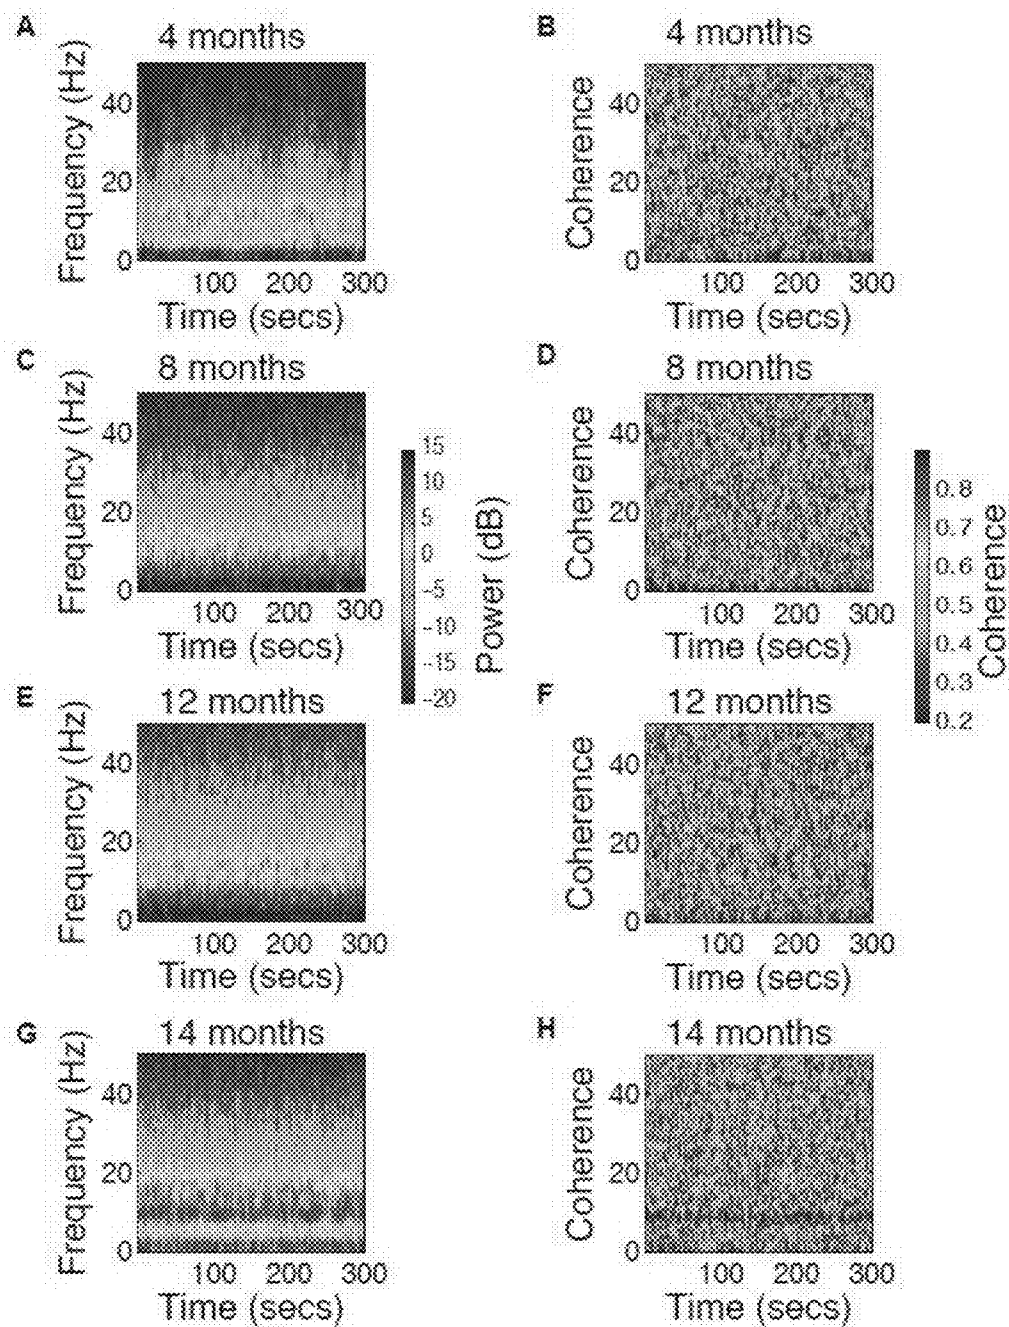 A
4 months
Frequency (Hz)
40
20
0
100 200 300
Time (secs)
B
4 months
Coherence
40
20
0
100 200 300
Time (secs)
C
8 months
Frequency (Hz)
40
20
0
100 200 300
Time (secs)
15
10
5
0
-5
-10
-15
-20
Power (dB)
D
8 months
Coherence
40
20
0
100 200 300
Time (secs)
0.8
0.7
0.6
0.5
0.4
0.3
0.2
Coherence
E
12 months
Frequency (Hz)
40
20
0
100 200 300
Time (secs)
F
12 months
Coherence
40
20
0
100 200 300
Time (secs)
G
14 months
Frequency (Hz)
40
20
0
100 200 300
Time (secs)
H
14 months
Coherence
40
20
0
100 200 300
Time (secs)